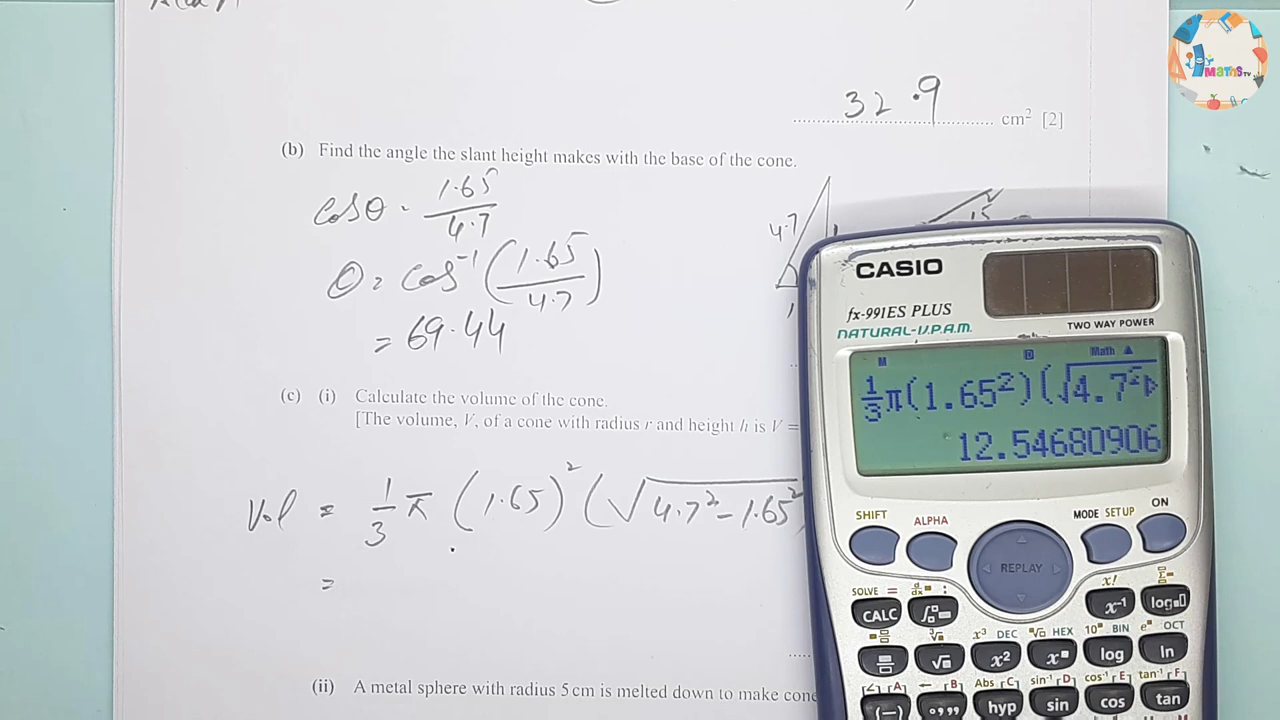 MATHS TV
32.9
cm² [2]
(b) Find the angle the slant height makes with the base of the cone.
cosθ = 1.65/4.7
4.7
15
θ = cos⁻¹(1.65/4.7)
= 69.44
(c) (i) Calculate the volume of the cone.
[The volume, V, of a cone with radius r and height h is V =
Vol = 1/3 π (1.65)² (√4.7² − 1.65²
=
(ii) A metal sphere with radius 5 cm is melted down to make cone
CASIO
fx-991ES PLUS
NATURAL-V.P.A.M.
TWO WAY POWER
M D Math ▲
1/3π(1.65²)(√4.7²
12.54680906
SHIFT ALPHA MODE SETUP ON
REPLAY
SOLVE = d/dx : x! Σ
CALC ∫ x⁻¹ log
∛ x³ DEC HEX 10 BIN e OCT
√ x² x log ln
A B Abs C sin⁻¹ D cos⁻¹ E tan⁻¹ F
(−) hyp sin cos tan